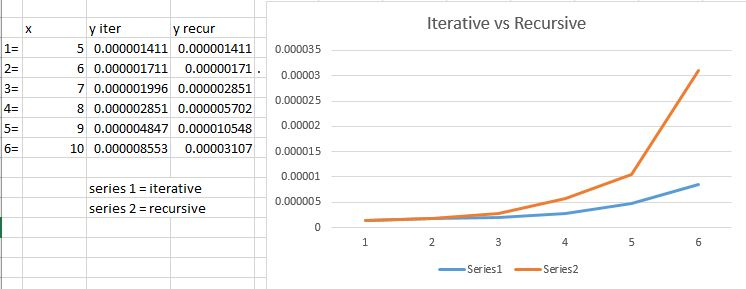 x y iter y recur
1= 5 0.000001411 0.000001411
2= 6 0.000001711 0.00000171 .
3= 7 0.000001996 0.000002851
4= 8 0.000002851 0.000005702
5= 9 0.000004847 0.000010548
6= 10 0.000008553 0.00003107
series 1 = iterative
series 2 = recursive
Iterative vs Recursive
0.000035
0.00003
0.000025
0.00002
0.000015
0.00001
0.000005
0
1 2 3 4 5 6
Series1 Series2